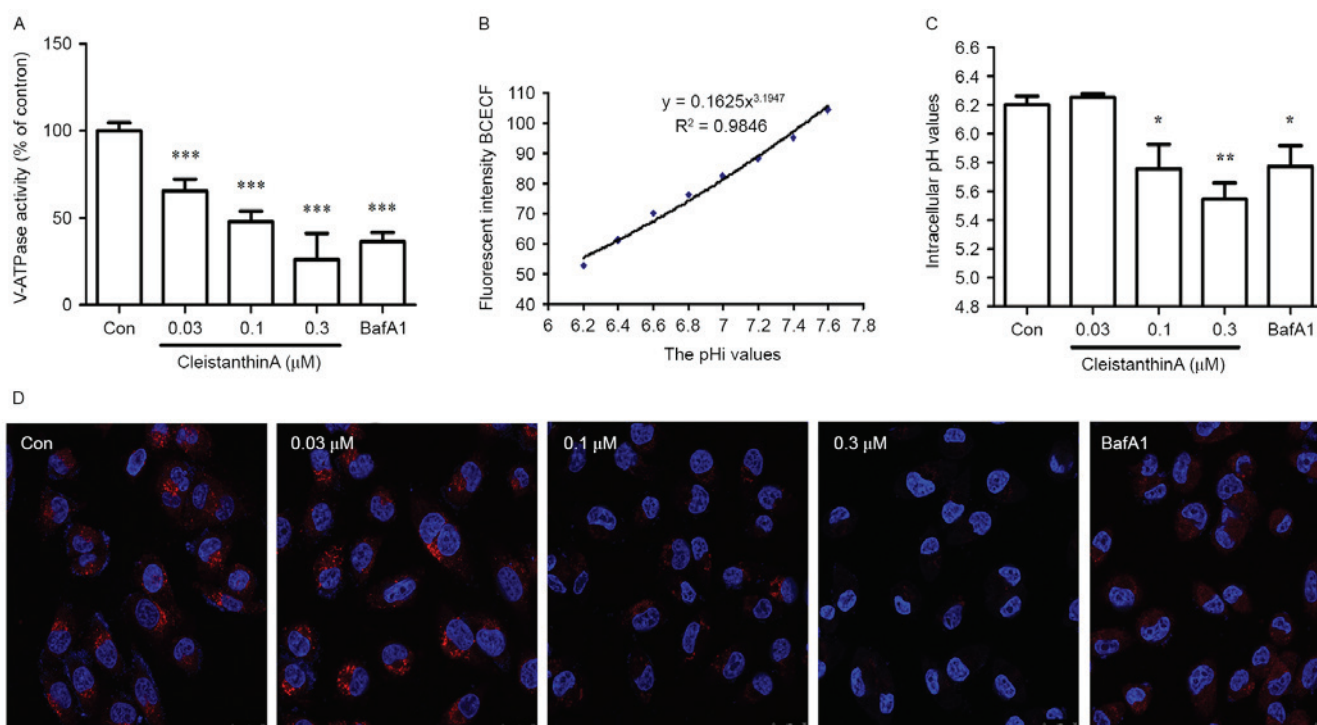 A
V-ATPase activity (% of contron)
150
100
50
0
***
***
***
***
Con
0.03
0.1
0.3
BafA1
CleistanthinA (μM)
B
Fluorescent intensity BCECF
110
100
90
80
70
60
50
40
y = 0.1625x^3.1947
R² = 0.9846
6
6.2
6.4
6.6
6.8
7
7.2
7.4
7.6
7.8
The pHi values
C
Intracellular pH values
6.6
6.4
6.2
6.0
5.8
5.6
5.4
5.2
5.0
4.8
*
**
*
Con
0.03
0.1
0.3
BafA1
CleistanthinA (μM)
D
Con
0.03 μM
0.1 μM
0.3 μM
BafA1